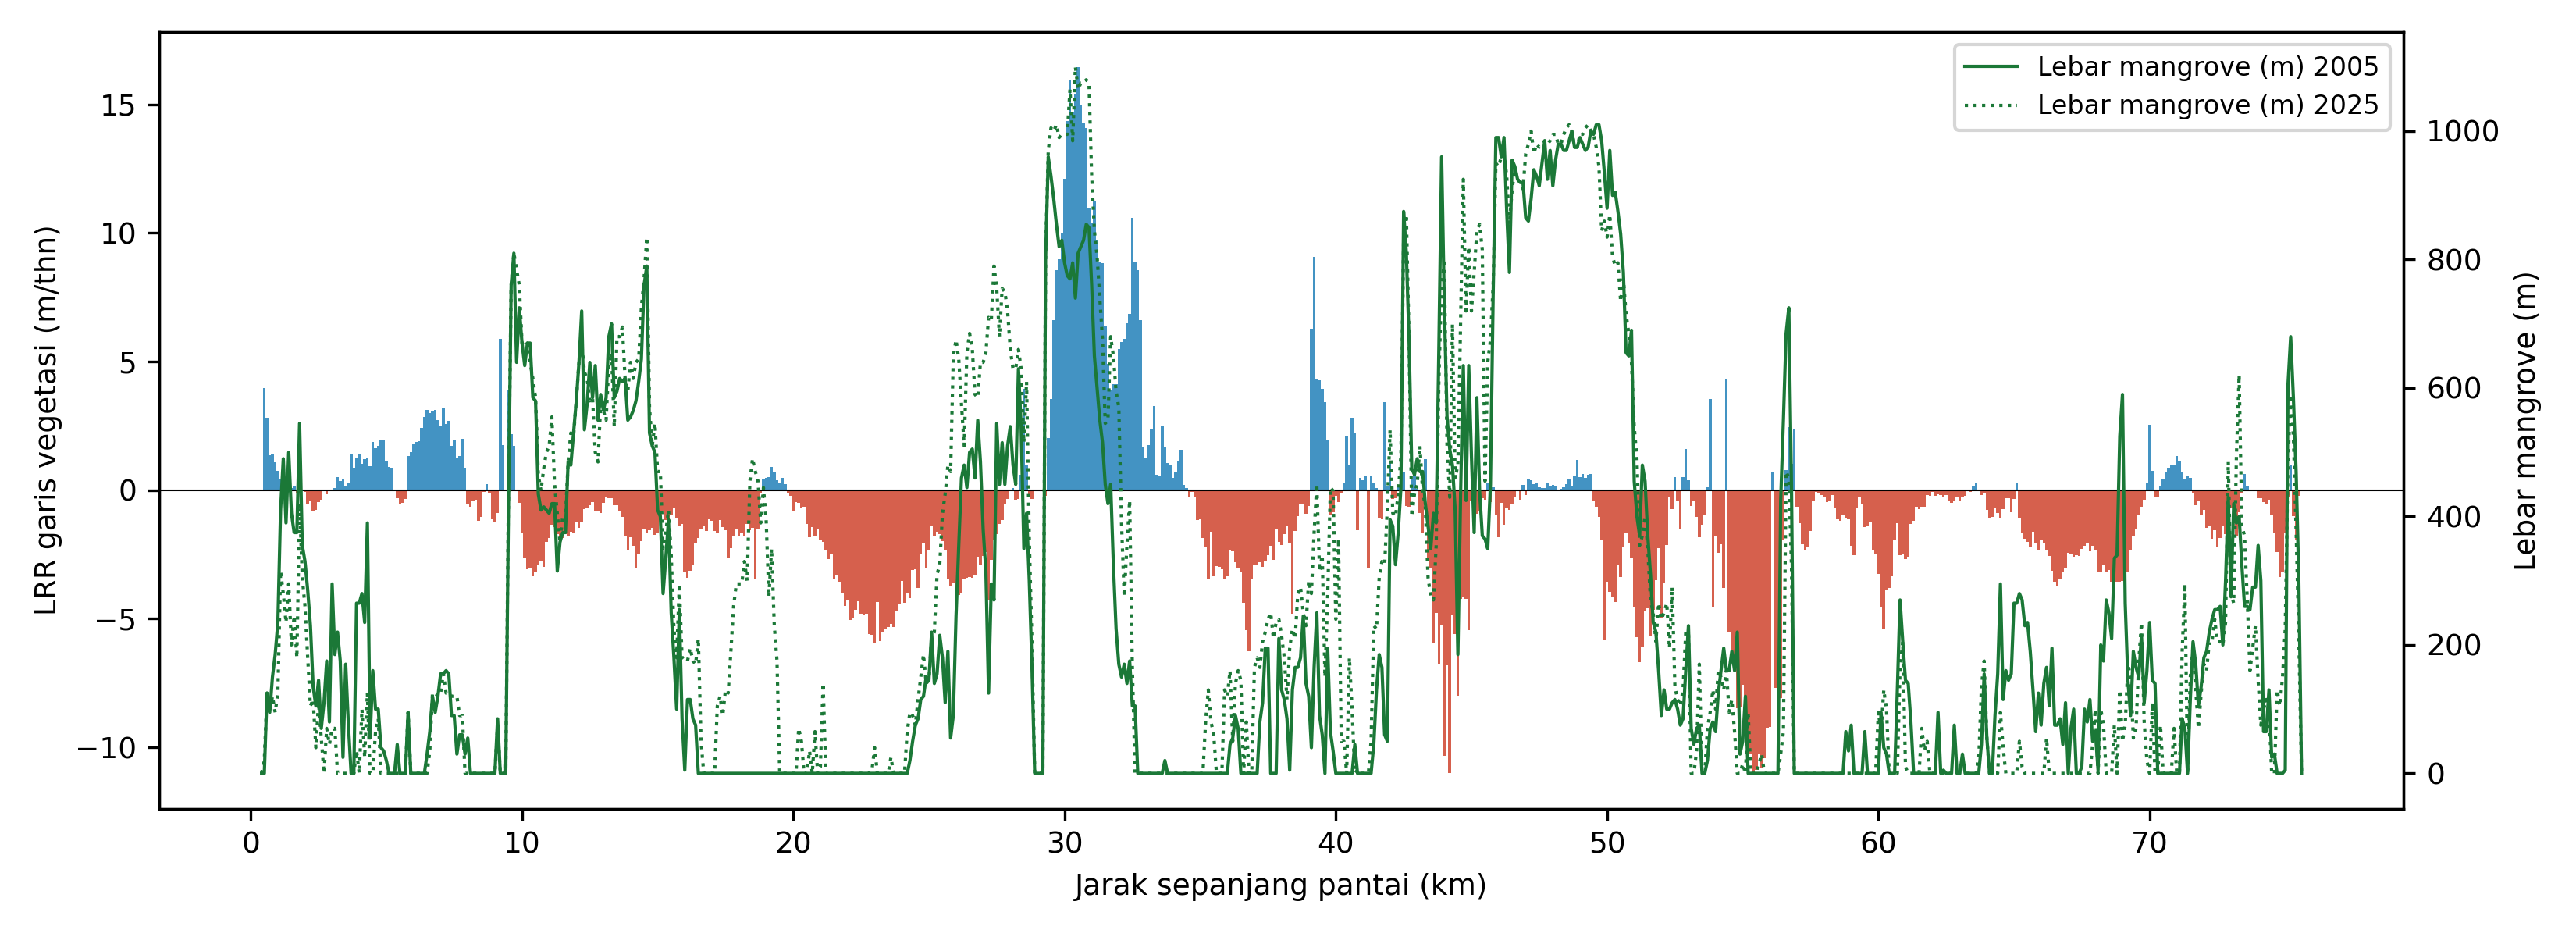 Lebar mangrove (m) 2005
Lebar mangrove (m) 2025
LRR garis vegetasi (m/thn)
15
10
5
0
−5
−10
1000
800
600
400
200
0
Lebar mangrove (m)
0 10 20 30 40 50 60 70
Jarak sepanjang pantai (km)